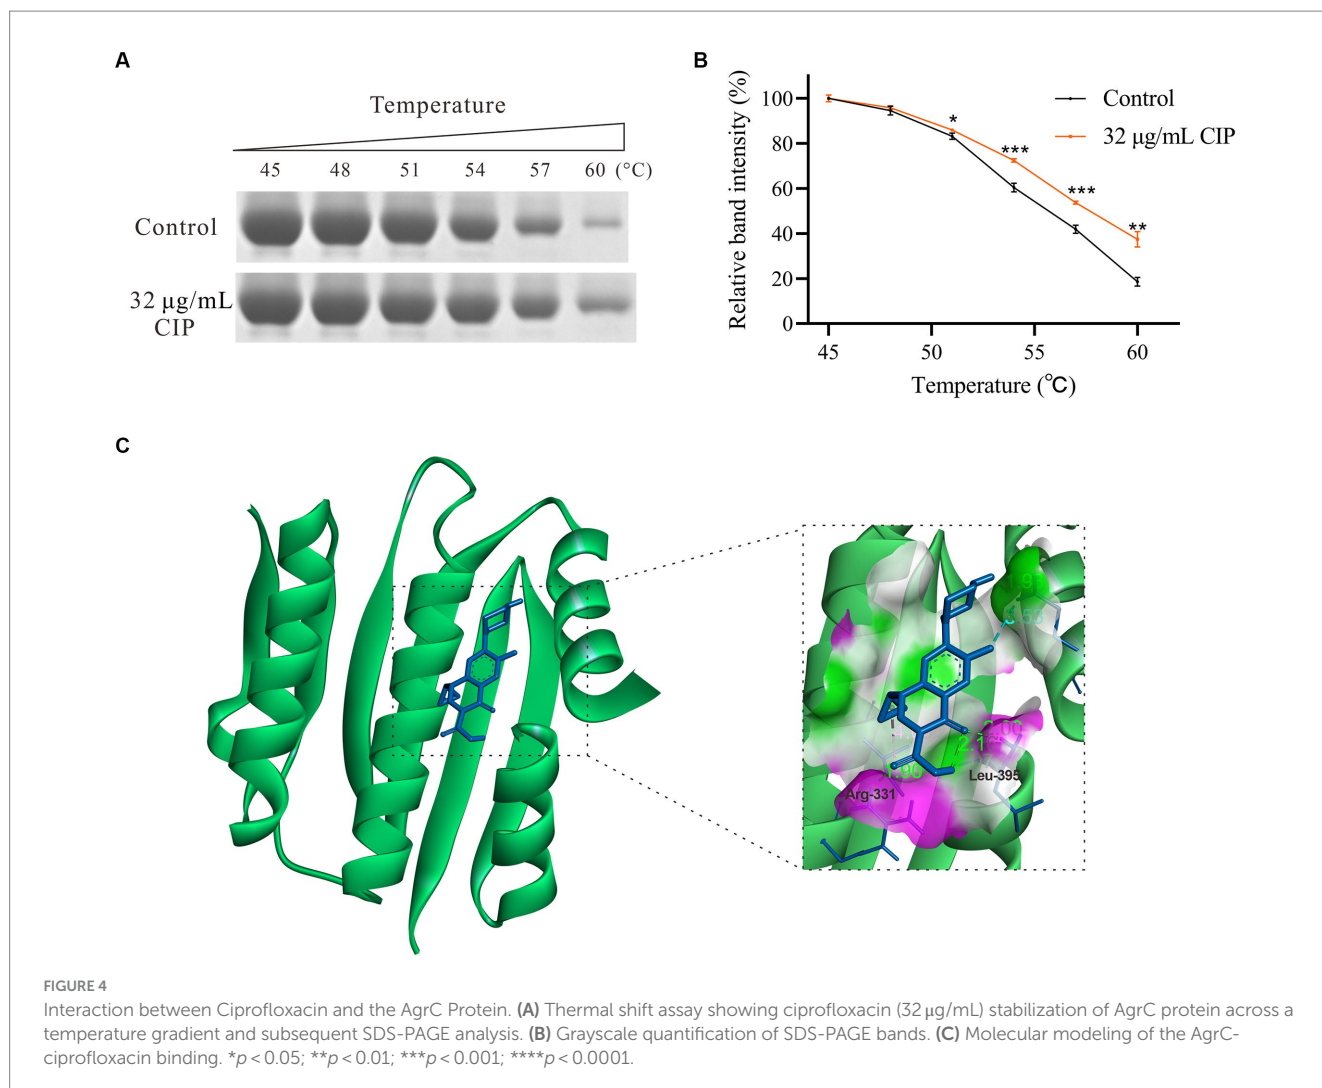 A
Temperature
45 48 51 54 57 60 (°C)
Control
32 μg/mL
CIP
B
Relative band intensity (%)
100
80
60
40
20
0
45 50 55 60
Temperature (°C)
Control
32 μg/mL CIP
*
***
***
**
C
Arg-331
Leu-395
FIGURE 4
Interaction between Ciprofloxacin and the AgrC Protein. (A) Thermal shift assay showing ciprofloxacin (32 μg/mL) stabilization of AgrC protein across a
temperature gradient and subsequent SDS-PAGE analysis. (B) Grayscale quantification of SDS-PAGE bands. (C) Molecular modeling of the AgrC-
ciprofloxacin binding. *p < 0.05; **p < 0.01; ***p < 0.001; ****p < 0.0001.